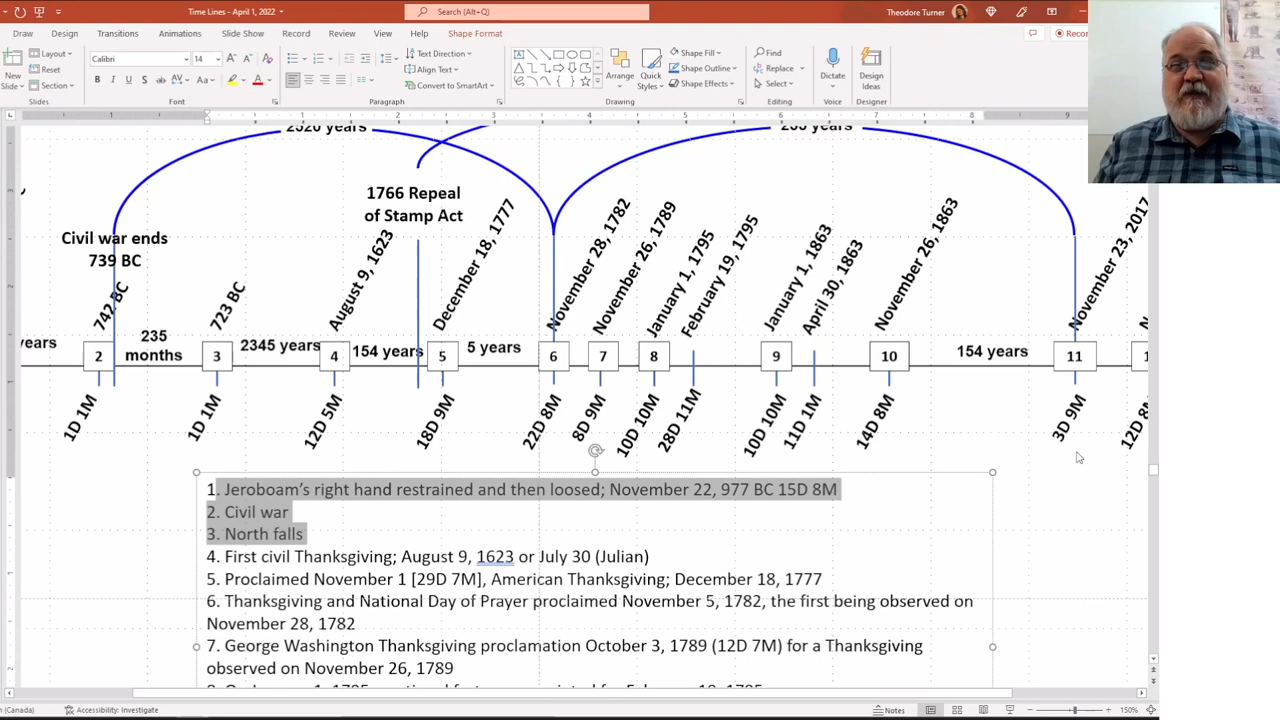 Time Lines - April 1, 2022
Search (Alt+Q)
Theodore Turner
Draw Design Transitions Animations Slide Show Record Review View Help Shape Format
Recor
New
Slide
Layout
Reset
Section
Calibri
14
Text Direction
Align Text
Convert to SmartArt
Arrange
Quick
Styles
Shape Fill
Shape Outline
Shape Effects
Find
Replace
Select
Dictate
Design
Ideas
Slides Font Paragraph Drawing Editing Voice Designer
2520 years
1766 Repeal
of Stamp Act
Civil war ends
739 BC
742 BC
723 BC
August 9, 1623
December 18, 1777
November 28, 1782
November 26, 1789
January 1, 1795
February 19, 1795
January 1, 1863
April 30, 1863
November 26, 1863
November 23, 2017
years
235
months
2345 years
154 years
5 years
154 years
2 3 4 5 6 7 8 9 10 11
1D 1M
1D 1M
12D 5M
18D 9M
22D 8M
8D 9M
10D 10M
28D 11M
10D 10M
11D 1M
14D 8M
3D 9M
1. Jeroboam's right hand restrained and then loosed; November 22, 977 BC 15D 8M
2. Civil war
3. North falls
4. First civil Thanksgiving; August 9, 1623 or July 30 (Julian)
5. Proclaimed November 1 [29D 7M], American Thanksgiving; December 18, 1777
6. Thanksgiving and National Day of Prayer proclaimed November 5, 1782, the first being observed on
November 28, 1782
7. George Washington Thanksgiving proclamation October 3, 1789 (12D 7M) for a Thanksgiving
observed on November 26, 1789
(Canada)
Accessibility: Investigate
Notes
150%